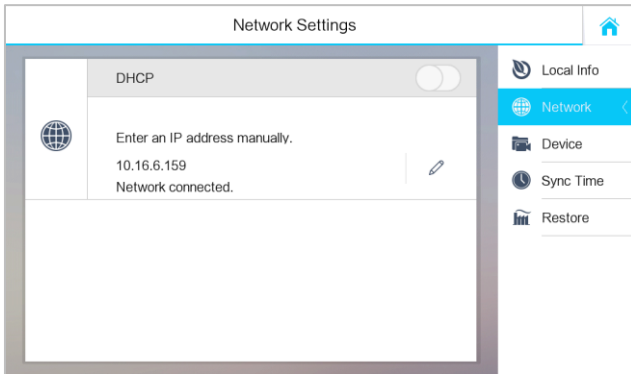 Network Settings
DHCP
Enter an IP address manually.
10.16.6.159
Network connected.
Local Info
Network
Device
Sync Time
Restore